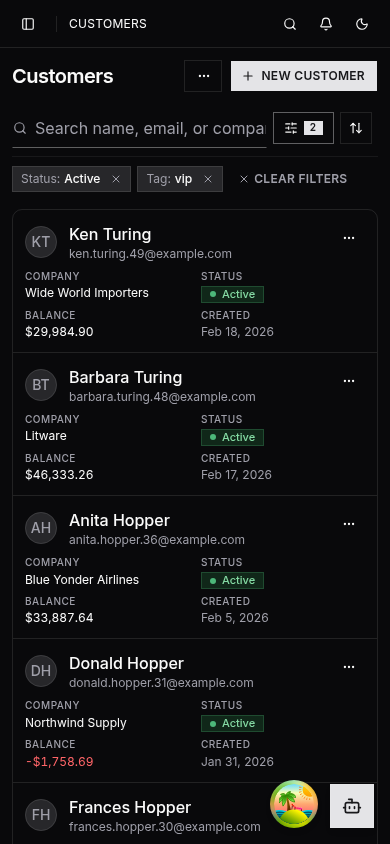 CUSTOMERS
Customers
NEW CUSTOMER
Search name, email, or compa
2
Status: Active
Tag: vip
CLEAR FILTERS
KT
Ken Turing
ken.turing.49@example.com
COMPANY
STATUS
Wide World Importers
Active
BALANCE
CREATED
$29,984.90
Feb 18, 2026
BT
Barbara Turing
barbara.turing.48@example.com
COMPANY
STATUS
Litware
Active
BALANCE
CREATED
$46,333.26
Feb 17, 2026
AH
Anita Hopper
anita.hopper.36@example.com
COMPANY
STATUS
Blue Yonder Airlines
Active
BALANCE
CREATED
$33,887.64
Feb 5, 2026
DH
Donald Hopper
donald.hopper.31@example.com
COMPANY
STATUS
Northwind Supply
Active
BALANCE
CREATED
-$1,758.69
Jan 31, 2026
FH
Frances Hopper
frances.hopper.30@example.com